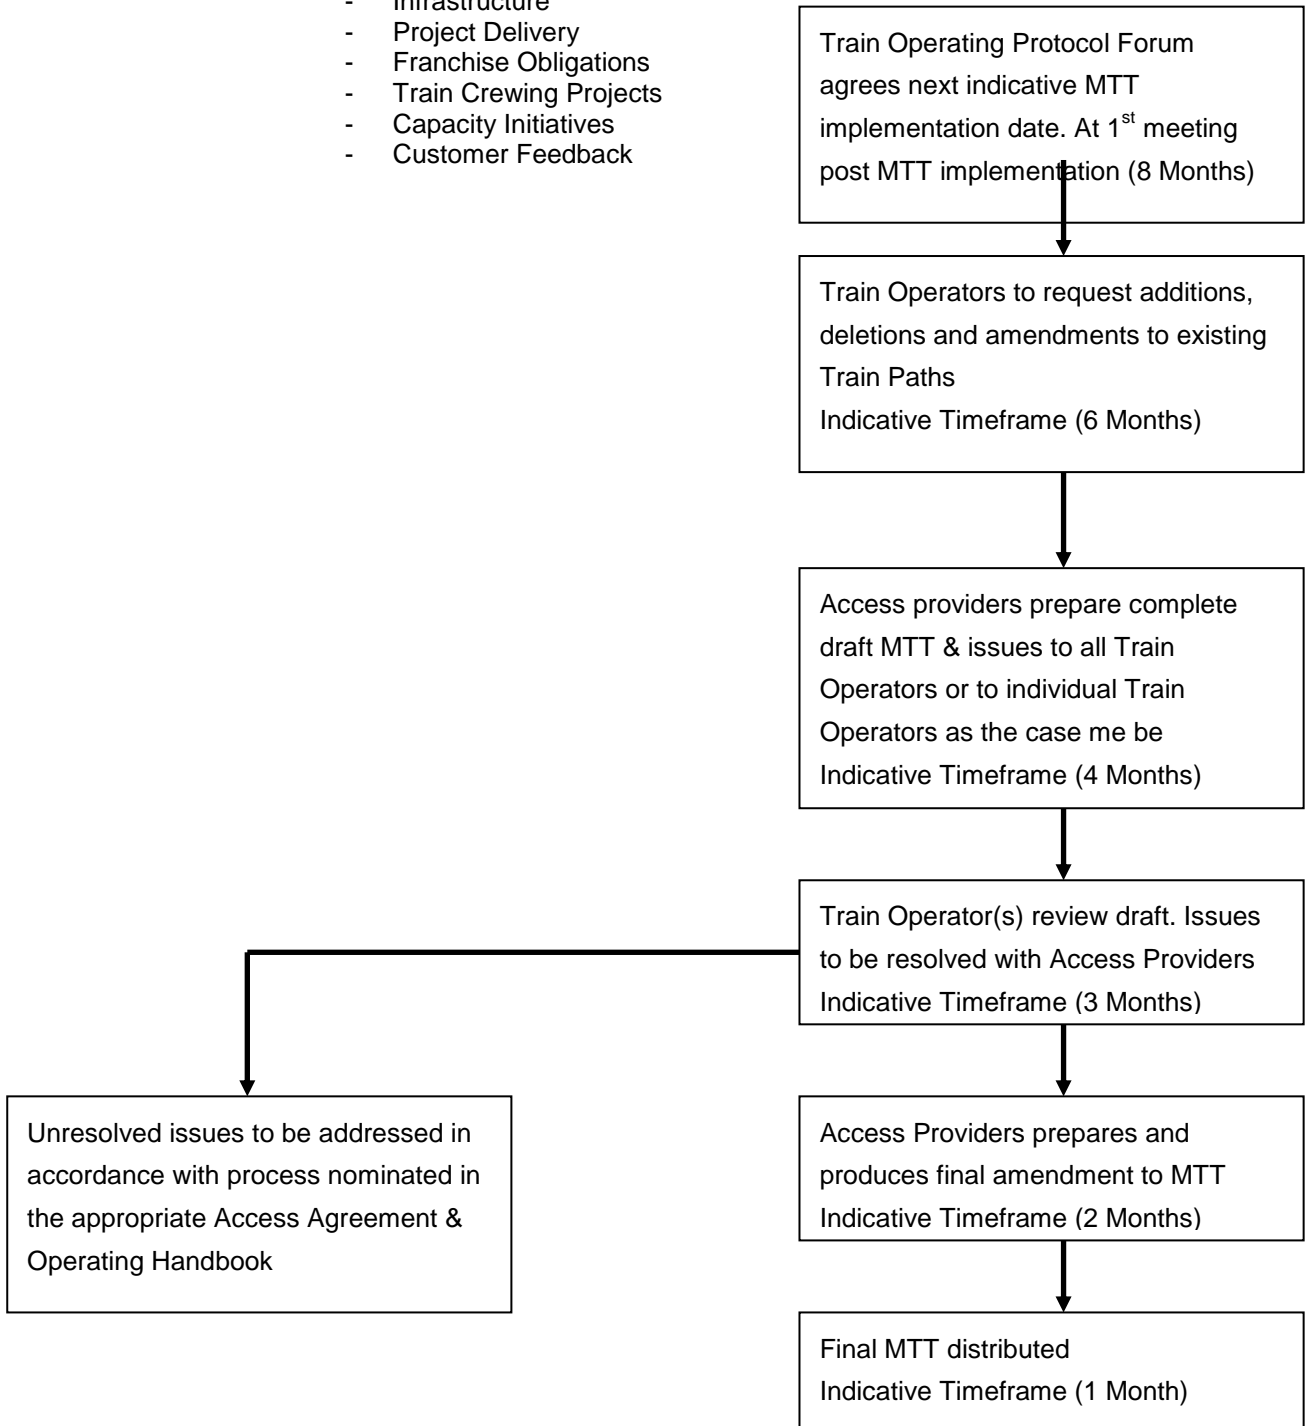 - Infrastructure
- Project Delivery
- Franchise Obligations
- Train Crewing Projects
- Capacity Initiatives
- Customer Feedback
Train Operating Protocol Forum
agrees next indicative MTT
implementation date. At 1st meeting
post MTT implementation (8 Months)
Train Operators to request additions,
deletions and amendments to existing
Train Paths
Indicative Timeframe (6 Months)
Access providers prepare complete
draft MTT & issues to all Train
Operators or to individual Train
Operators as the case me be
Indicative Timeframe (4 Months)
Train Operator(s) review draft. Issues
to be resolved with Access Providers
Indicative Timeframe (3 Months)
Unresolved issues to be addressed in
accordance with process nominated in
the appropriate Access Agreement &
Operating Handbook
Access Providers prepares and
produces final amendment to MTT
Indicative Timeframe (2 Months)
Final MTT distributed
Indicative Timeframe (1 Month)